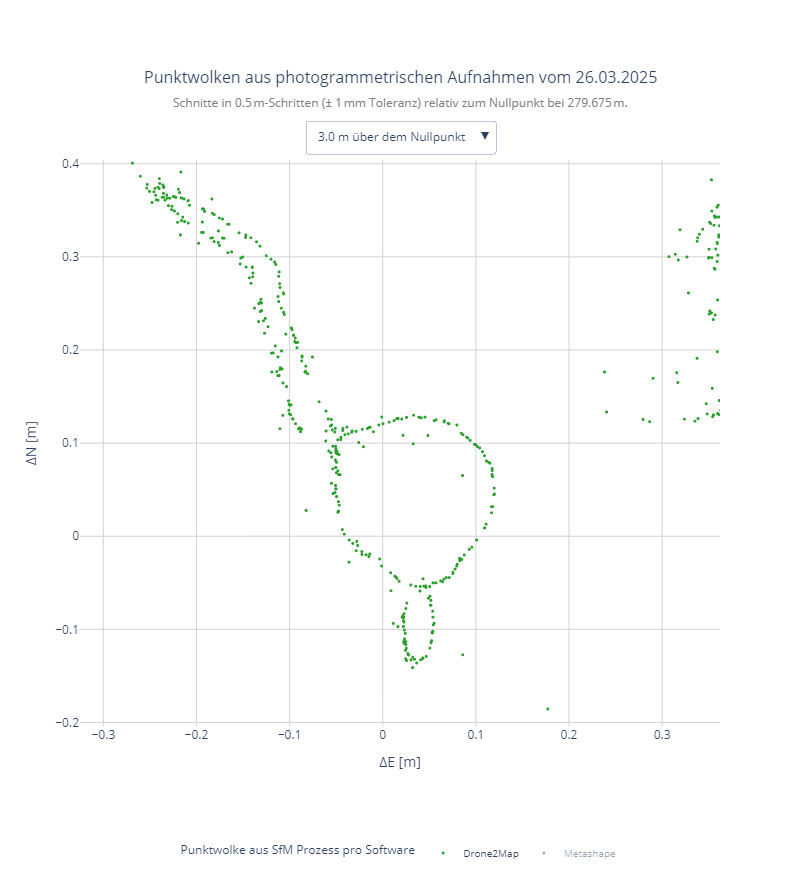 Punktwolken aus photogrammetrischen Aufnahmen vom 26.03.2025
Schnitte in 0.5 m-Schritten (± 1 mm Toleranz) relativ zum Nullpunkt bei 279.675 m.
3.0 m über dem Nullpunkt ▼
0.4
0.3
0.2
0.1
0
−0.1
−0.2
ΔN [m]
−0.3 −0.2 −0.1 0 0.1 0.2 0.3
ΔE [m]
Punktwolke aus SfM Prozess pro Software Drone2Map Metashape